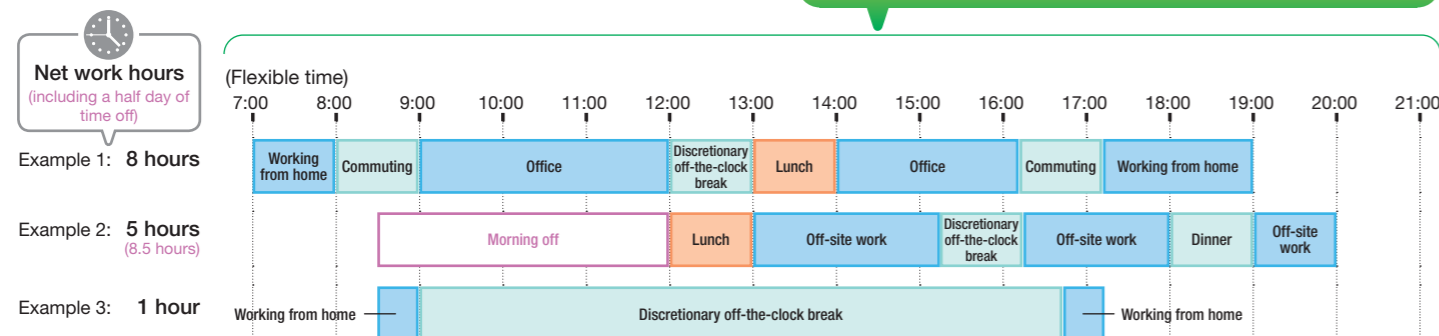 Net work hours
(including a half day of
time off)
(Flexible time)
7:00 8:00 9:00 10:00 11:00 12:00 13:00 14:00 15:00 16:00 17:00 18:00 19:00 20:00 21:00
Example 1: 8 hours
Working
from home
Commuting
Office
Discretionary
off-the-clock
break
Lunch
Office
Commuting
Working from home
Example 2: 5 hours
(8.5 hours)
Morning off
Lunch
Off-site work
Discretionary
off-the-clock
break
Off-site work
Dinner
Off-site
work
Example 3: 1 hour
Working from home
Discretionary off-the-clock break
Working from home